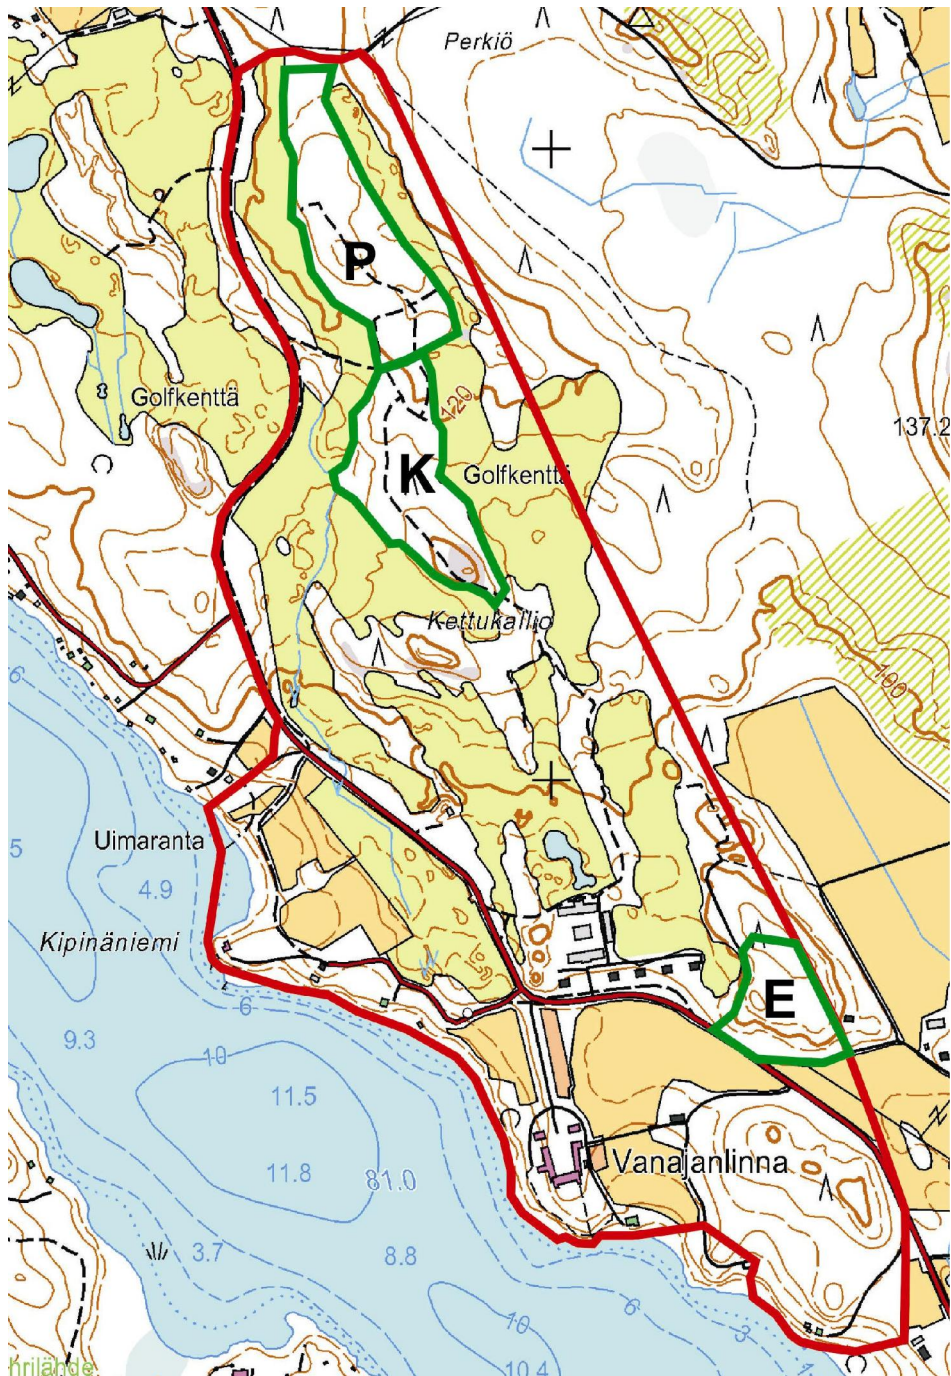 Perkiö
P
Golfkenttä
120
137.2
K
Golfkenttä
Kettukallio
6
100
5
Uimaranta
4.9
Kipinäniemi
E
6
9.3
10
11.5
11.8
81.0
Vanajanlinna
3.7
8.8
10
6
3
10.4
hrilähde